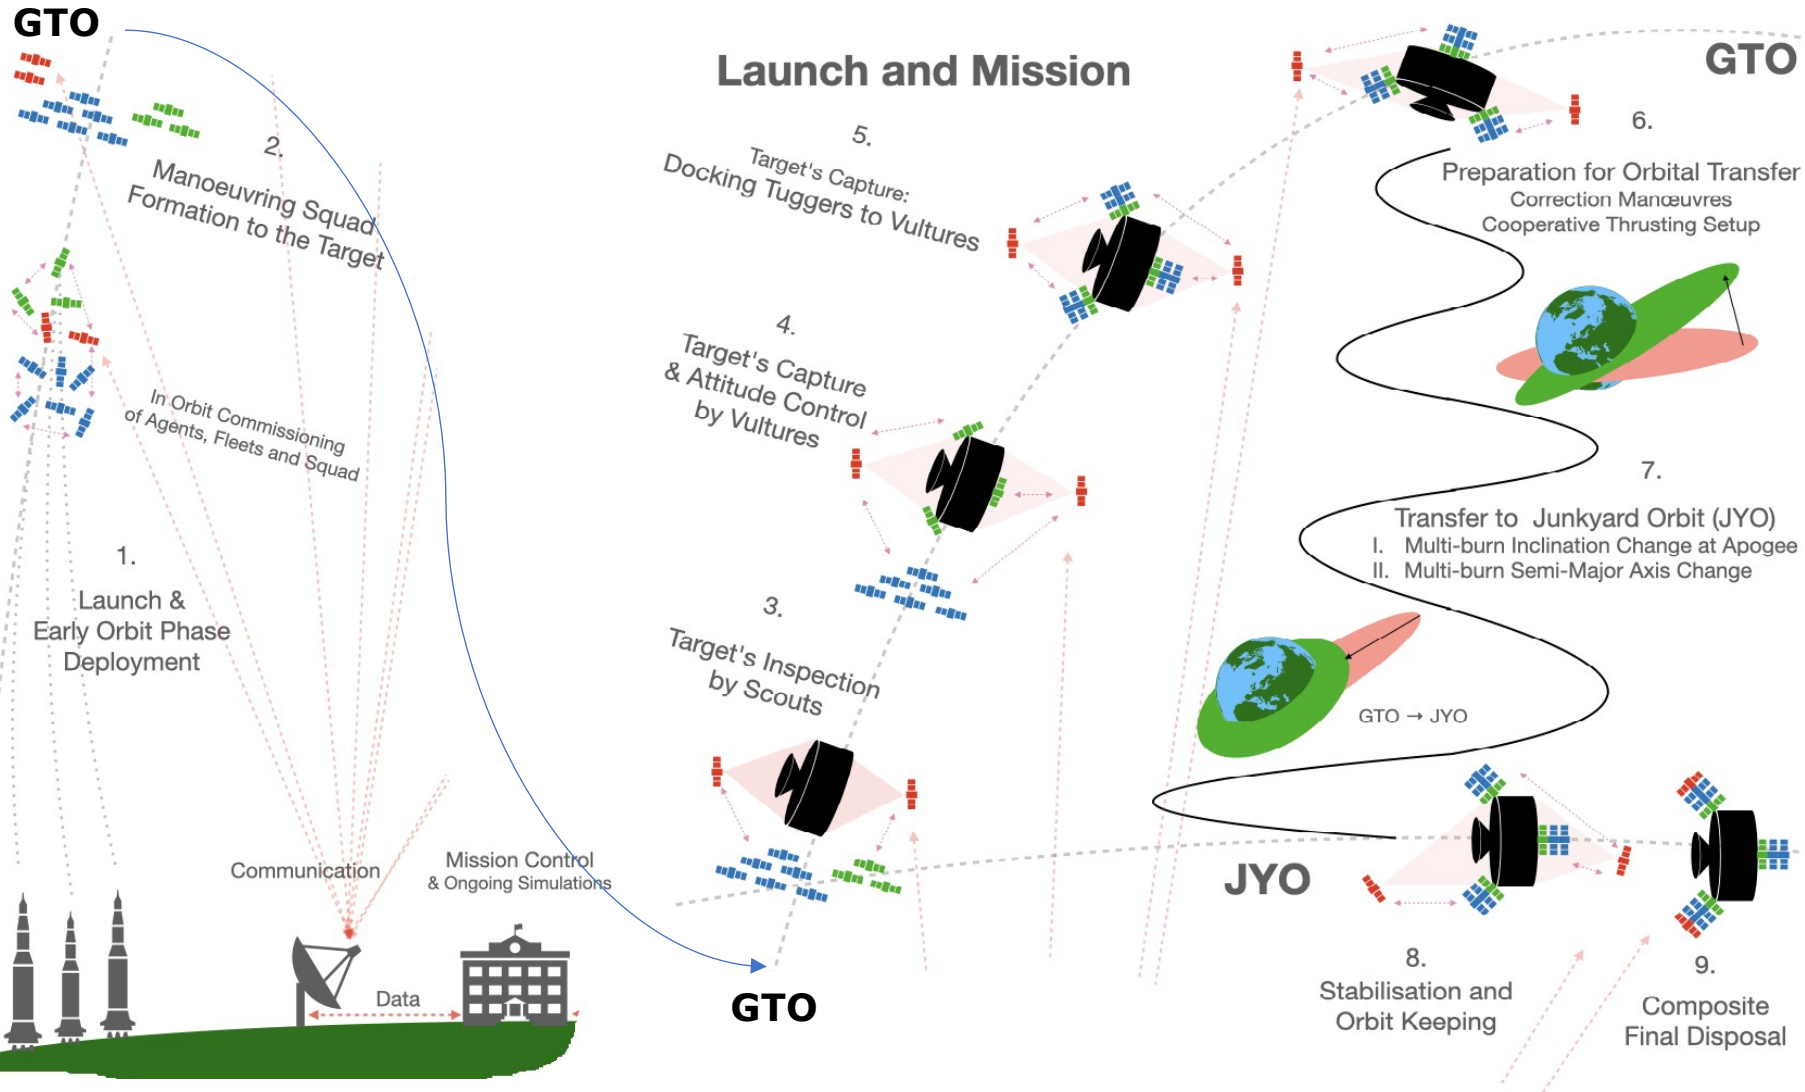 GTO
Launch and Mission
GTO
2.
Manoeuvring Squad
Formation to the Target
In Orbit Commissioning
of Agents, Fleets and Squad
1.
Launch &
Early Orbit Phase
Deployment
Communication
Mission Control
& Ongoing Simulations
Data
5.
Target's Capture:
Docking Tuggers to Vultures
4.
Target's Capture
& Attitude Control
by Vultures
3.
Target's Inspection
by Scouts
GTO
6.
Preparation for Orbital Transfer
Correction Manœuvres
Cooperative Thrusting Setup
7.
Transfer to Junkyard Orbit (JYO)
I. Multi-burn Inclination Change at Apogee
II. Multi-burn Semi-Major Axis Change
GTO → JYO
JYO
8.
Stabilisation and
Orbit Keeping
9.
Composite
Final Disposal